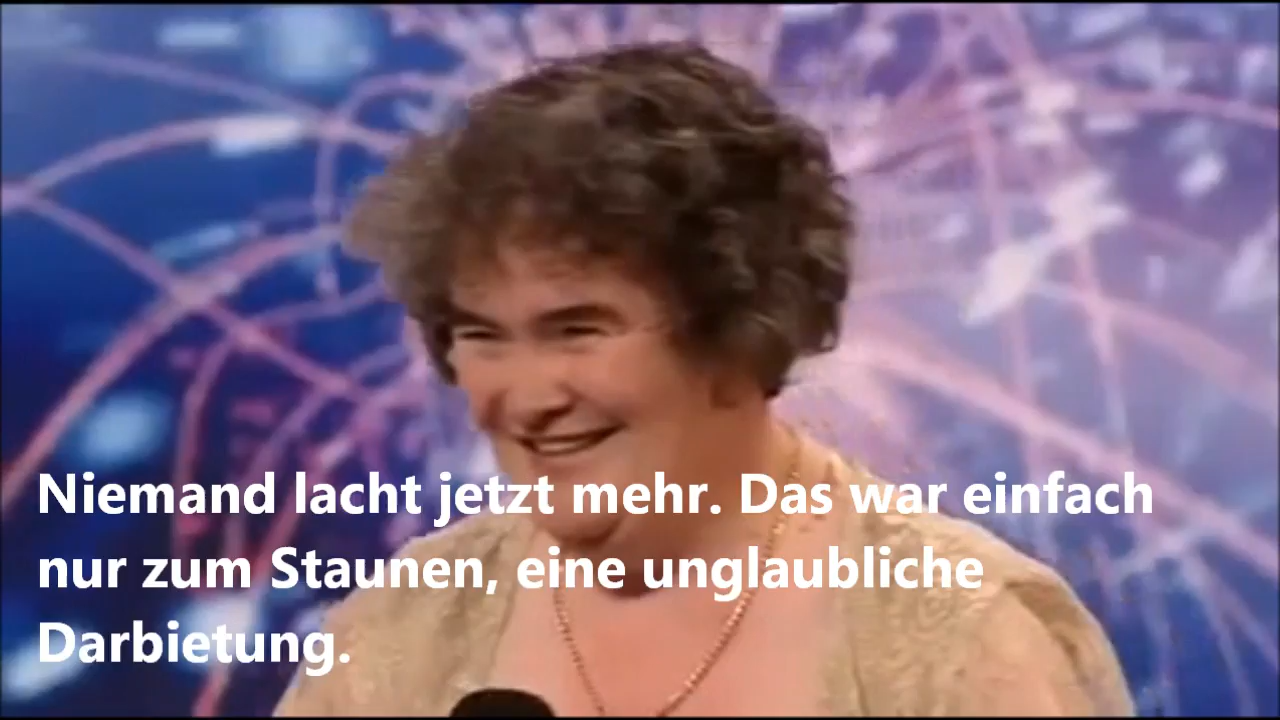 Niemand lacht jetzt mehr. Das war einfach
nur zum Staunen, eine unglaubliche
Darbietung.